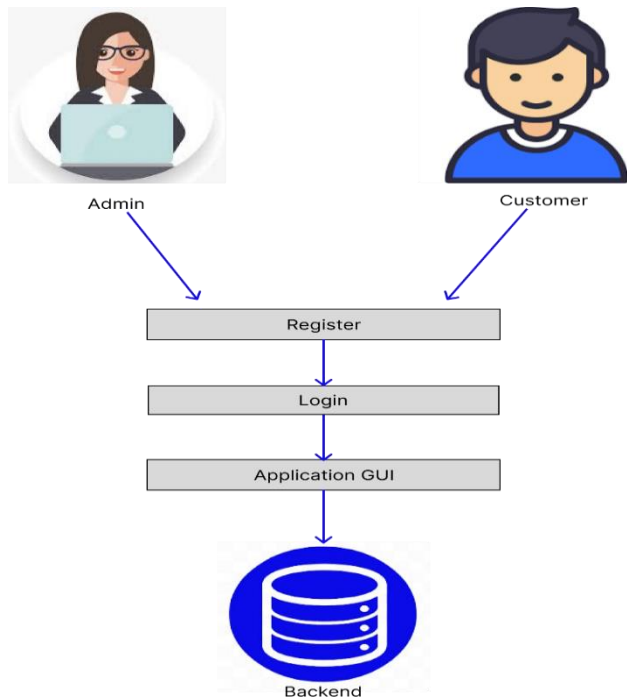 Admin
Customer
Register
Login
Application GUI
Backend